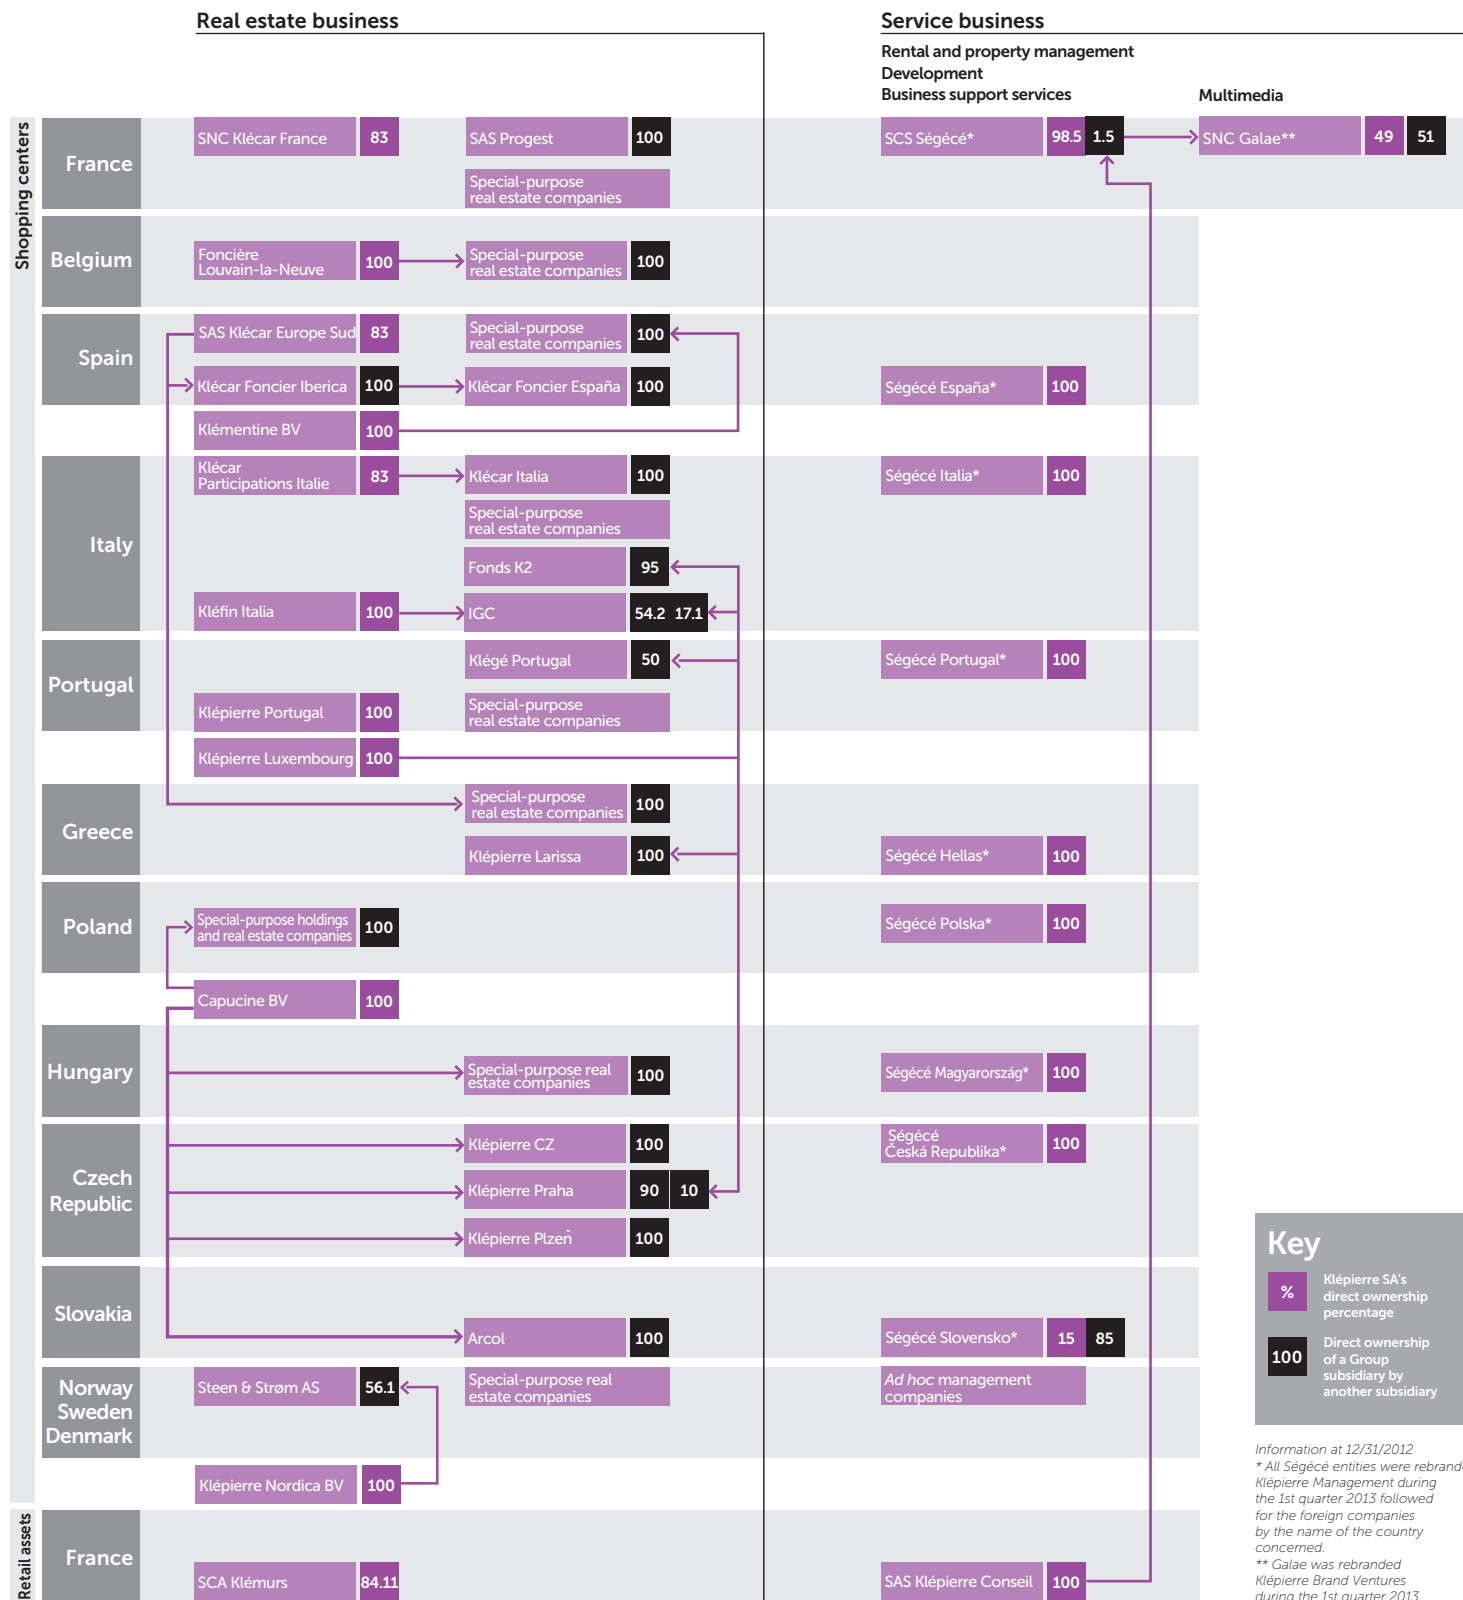 Real estate business
Service business
Rental and property management
Development
Business support services
Multimedia
Shopping centers
France
SNC Klécar France 83
SAS Progest 100
SCS Ségécé* 98.5 1.5
SNC Galae** 49 51
Special-purpose
real estate companies
Belgium
Foncière
Louvain-la-Neuve 100
Special-purpose
real estate companies 100
Spain
SAS Klécar Europe Sud 83
Special-purpose
real estate companies 100
Klécar Foncier Iberica 100
Klécar Foncier España 100
Ségécé España* 100
Klémentine BV 100
Italy
Klécar
Participations Italie 83
Klécar Italia 100
Ségécé Italia* 100
Special-purpose
real estate companies
Fonds K2 95
Kléfin Italia 100
IGC 54.2 17.1
Portugal
Klégé Portugal 50
Ségécé Portugal* 100
Klépierre Portugal 100
Special-purpose
real estate companies
Klépierre Luxembourg 100
Greece
Special-purpose
real estate companies 100
Klépierre Larissa 100
Ségécé Hellas* 100
Poland
Special-purpose holdings
and real estate companies 100
Ségécé Polska* 100
Capucine BV 100
Hungary
Special-purpose real
estate companies 100
Ségécé Magyarország* 100
Czech
Republic
Klépierre CZ 100
Ségécé
Česká Republika* 100
Klépierre Praha 90 10
Klépierre Plzeň 100
Slovakia
Arcol 100
Ségécé Slovensko* 15 85
Norway
Sweden
Denmark
Steen & Strøm AS 56.1
Special-purpose real
estate companies
Ad hoc management
companies
Klépierre Nordica BV 100
Retail assets
France
SCA Klémurs 84.11
SAS Klépierre Conseil 100
Key
%
Klépierre SA's
direct ownership
percentage
100
Direct ownership
of a Group
subsidiary by
another subsidiary
Information at 12/31/2012
* All Ségécé entities were rebrande
Klépierre Management during
the 1st quarter 2013 followed
for the foreign companies
by the name of the country
concerned.
** Galae was rebranded
Klépierre Brand Ventures
during the 1st quarter 2013